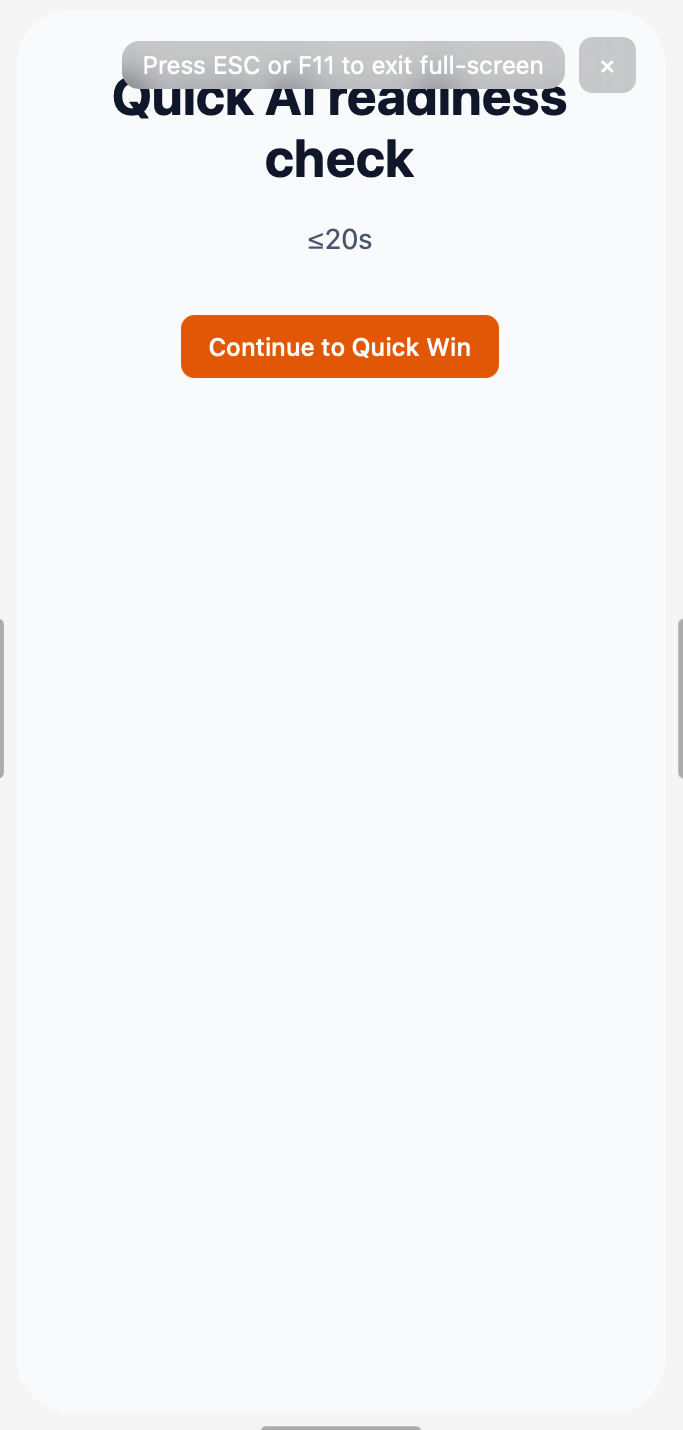 Press ESC or F11 to exit full-screen
×
Quick AI readiness
check
≤20s
Continue to Quick Win